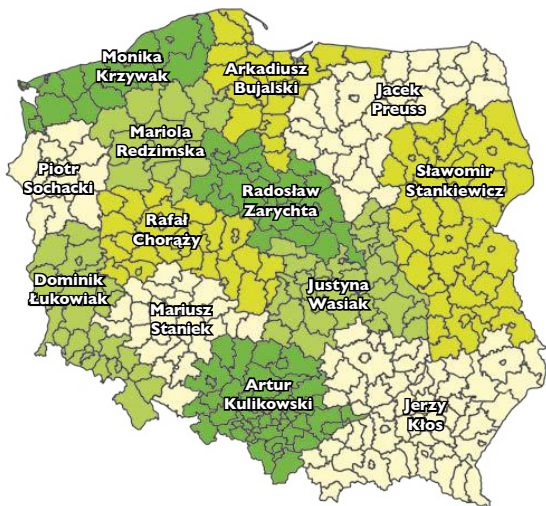 Monika
Krzywak
Arkadiusz
Bujalski
Jacek
Preuss
Mariola
Redzimska
Piotr
Sochacki
Sławomir
Stankiewicz
Radosław
Zarychta
Rafał
Chorąży
Dominik
Łukowiak
Justyna
Wasiak
Mariusz
Staniek
Artur
Kulikowski
Jerzy
Kłos